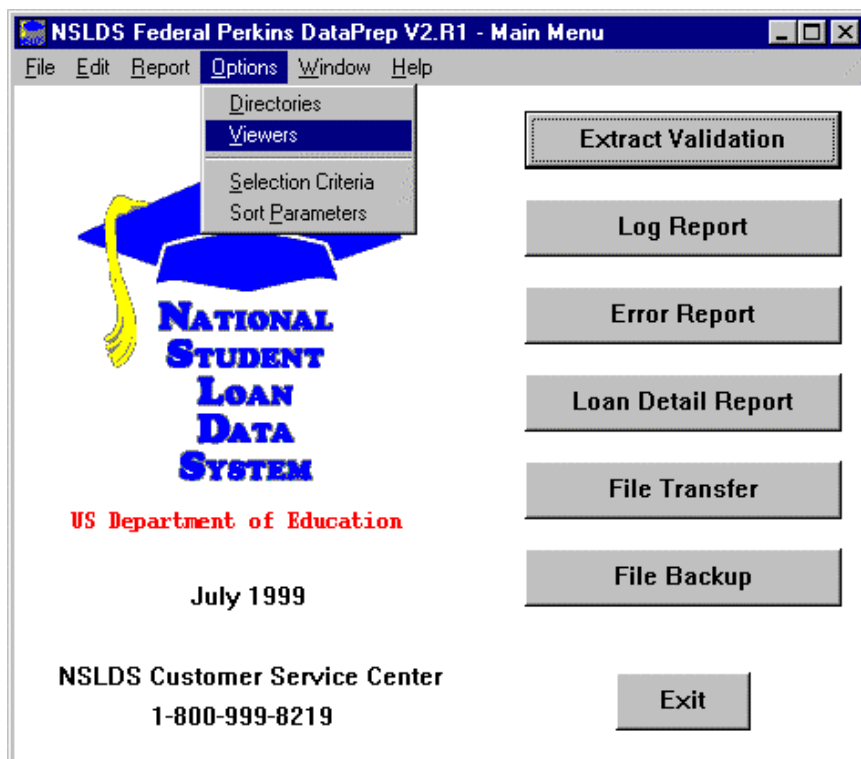 NSLDS Federal Perkins DataPrep V2.R1 - Main Menu
File Edit Report Options Window Help
Directories
Viewers
Selection Criteria
Sort Parameters
NATIONAL
STUDENT
LOAN
DATA
SYSTEM
US Department of Education
July 1999
NSLDS Customer Service Center
1-800-999-8219
Extract Validation
Log Report
Error Report
Loan Detail Report
File Transfer
File Backup
Exit